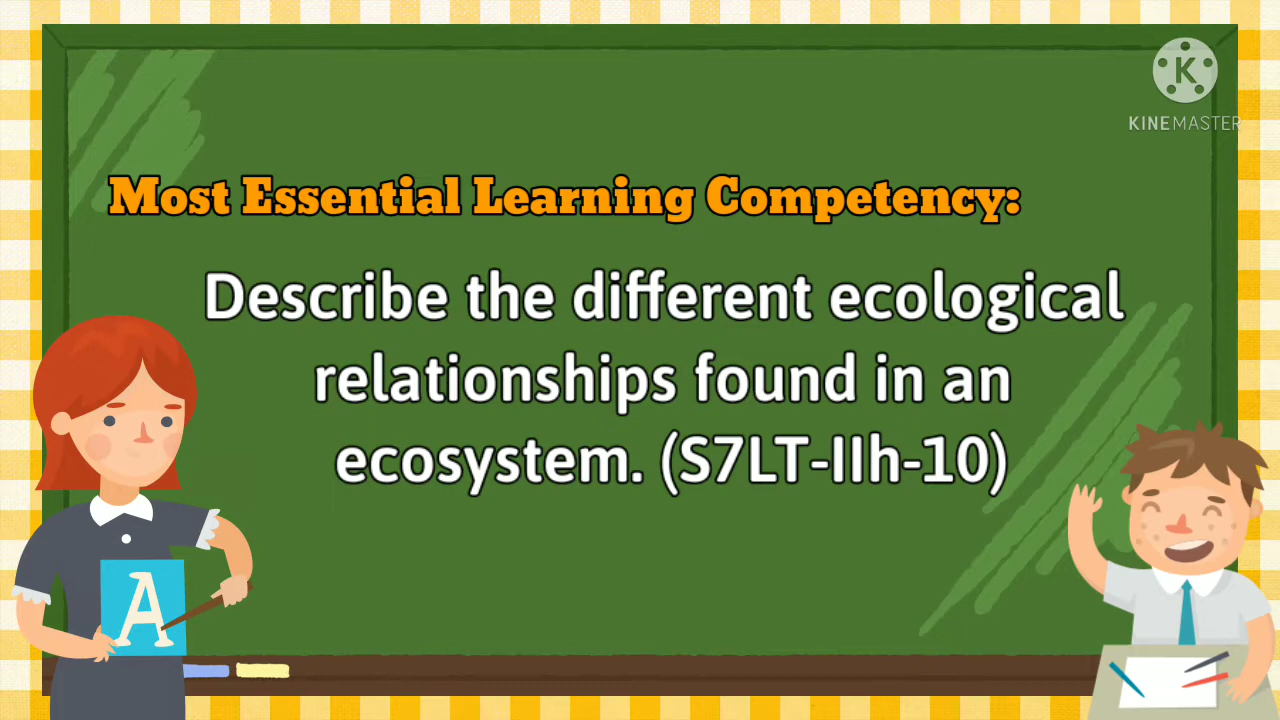 K
KINEMASTER
Most Essential Learning Competency:
Describe the different ecological
relationships found in an
ecosystem. (S7LT-IIh-10)
A